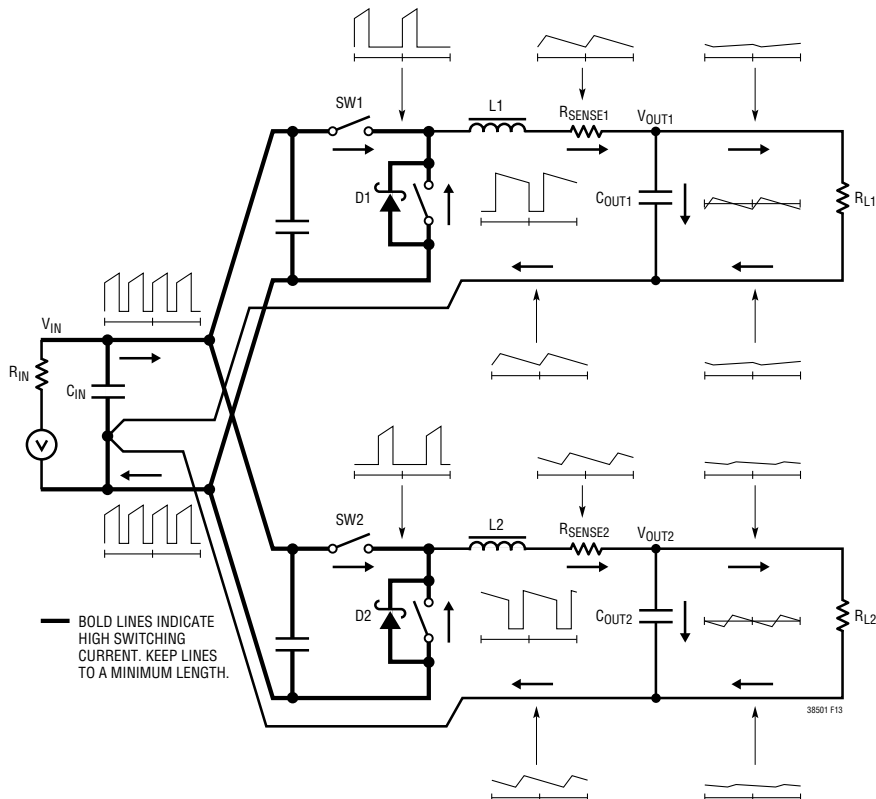 SW1
L1
RSENSE1
VOUT1
D1
COUT1
RL1
VIN
RIN
CIN
V
SW2
L2
RSENSE2
VOUT2
D2
COUT2
RL2
BOLD LINES INDICATE
HIGH SWITCHING
CURRENT. KEEP LINES
TO A MINIMUM LENGTH.
38501 F13